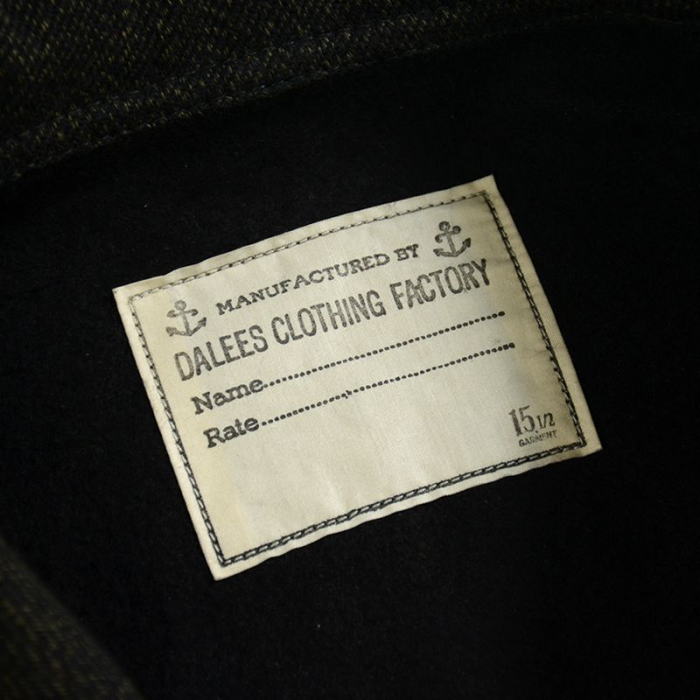 MANUFACTURED BY
DALEES CLOTHING FACTORY
Name........................................
Rate........................................
15 1/2
GARMENT